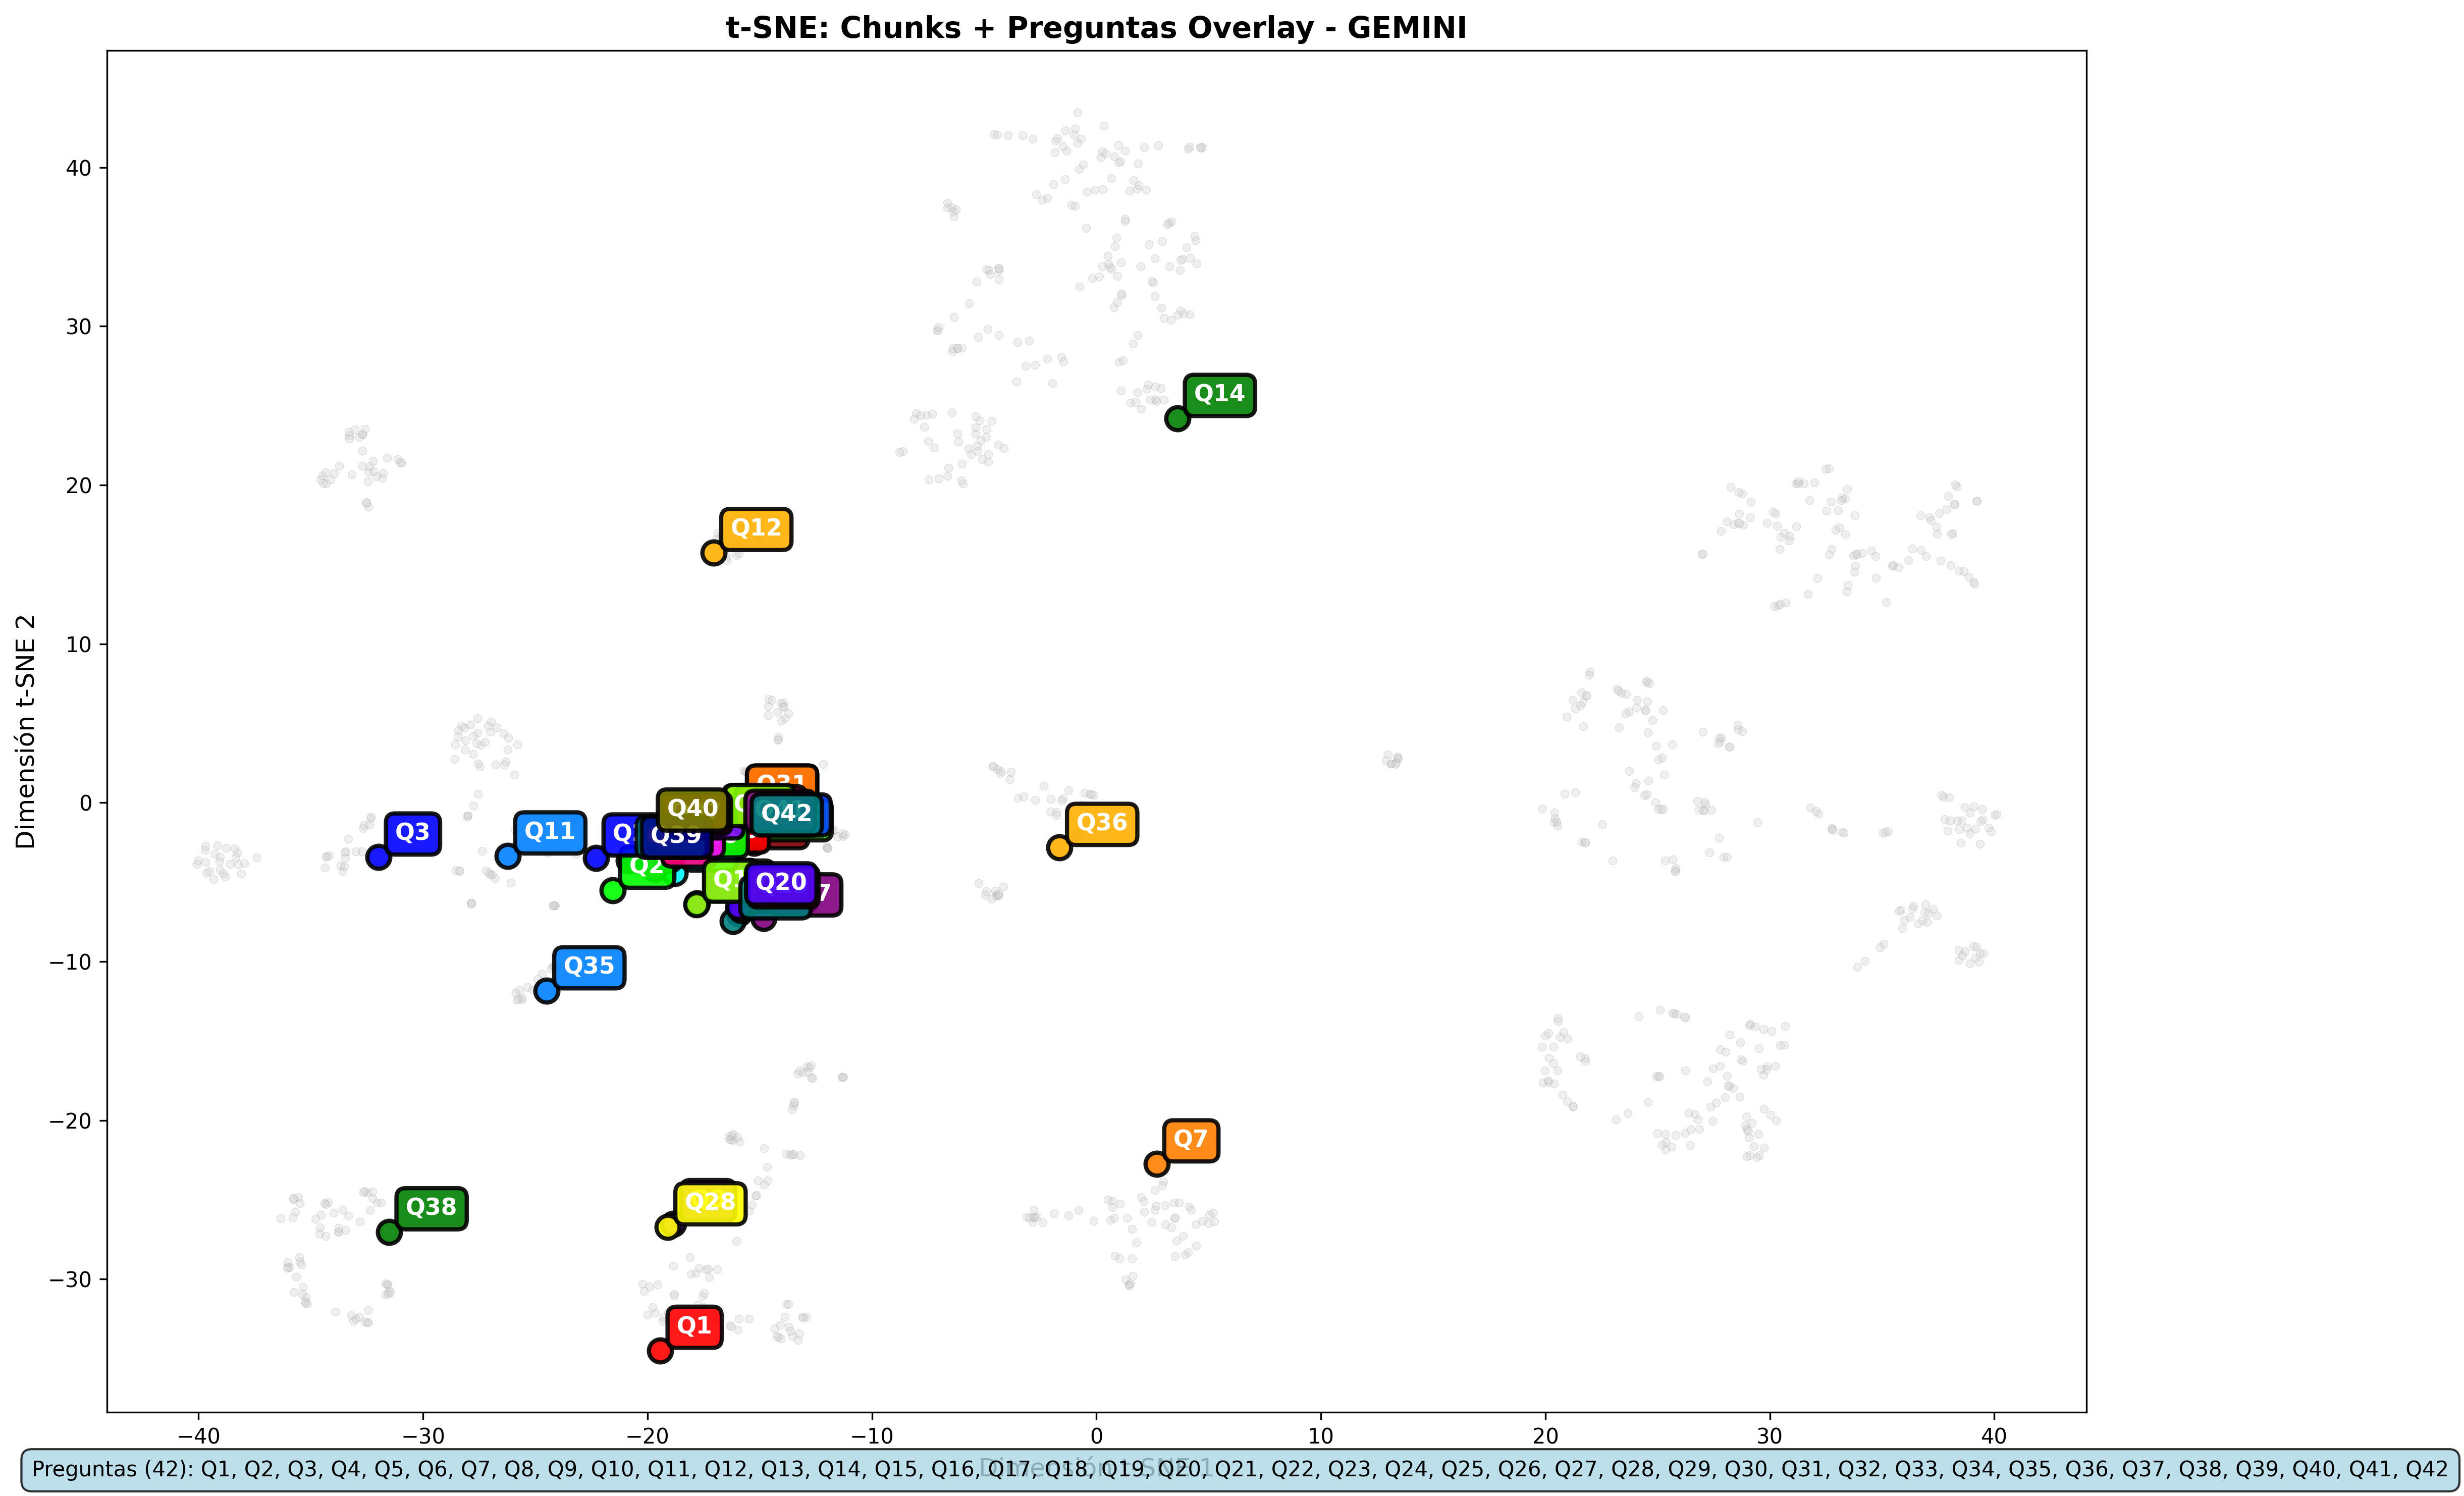 t-SNE: Chunks + Preguntas Overlay - GEMINI
Dimensión t-SNE 2
40
30
20
10
0
−10
−20
−30
Q14
Q12
Q31
Q40
Q42
Q3
Q11
Q39
Q36
Q2
Q20
Q35
Q7
Q38
Q28
Q1
−40
−30
−20
−10
0
10
20
30
40
Dimensión t-SNE 1
Preguntas (42): Q1, Q2, Q3, Q4, Q5, Q6, Q7, Q8, Q9, Q10, Q11, Q12, Q13, Q14, Q15, Q16, Q17, Q18, Q19, Q20, Q21, Q22, Q23, Q24, Q25, Q26, Q27, Q28, Q29, Q30, Q31, Q32, Q33, Q34, Q35, Q36, Q37, Q38, Q39, Q40, Q41, Q42